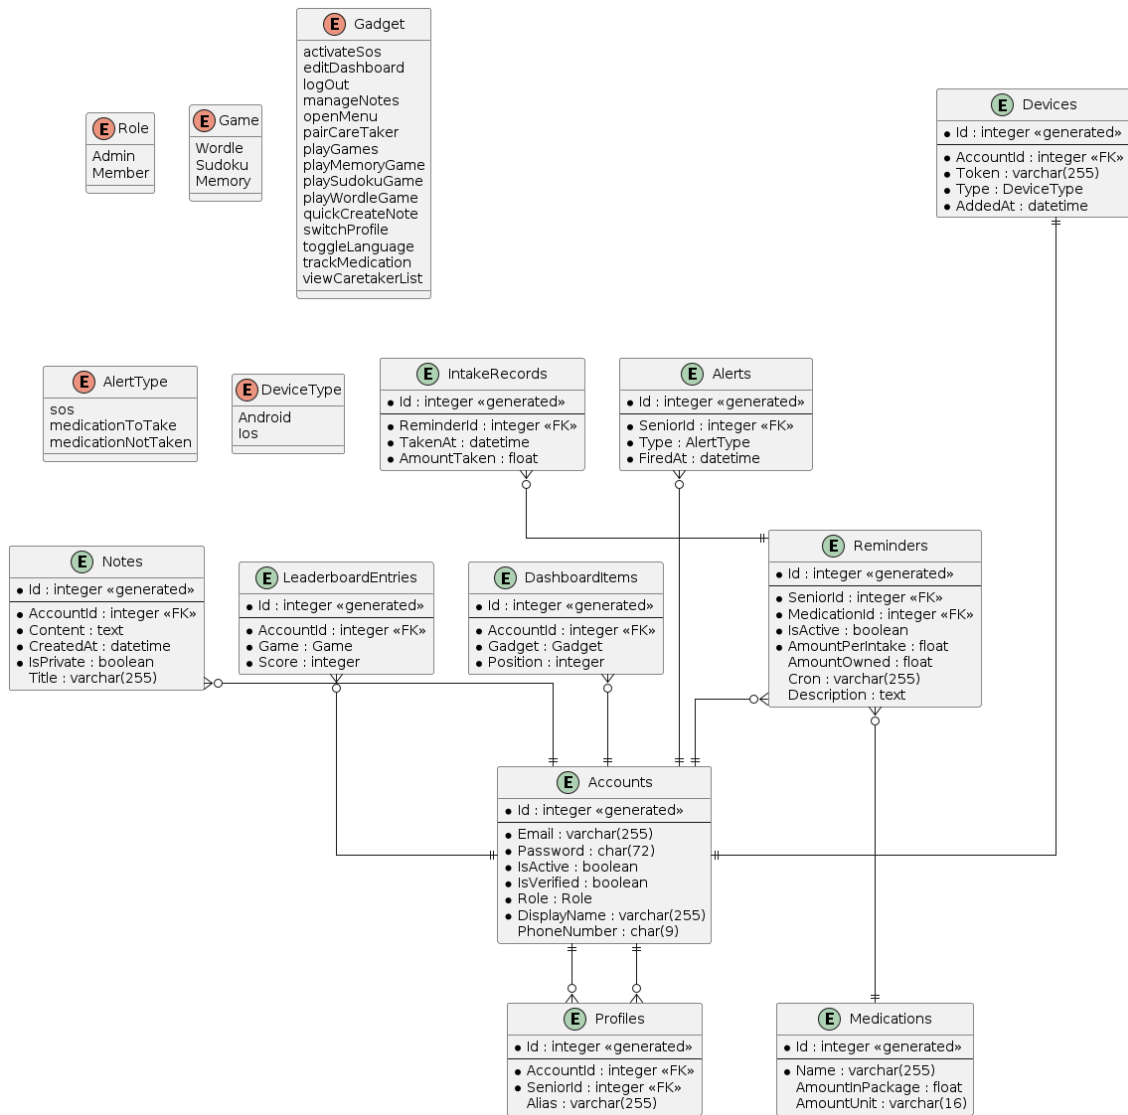 E Gadget
activateSos
editDashboard
logOut
manageNotes
openMenu
pairCareTaker
playGames
playMemoryGame
playSudokuGame
playWordleGame
quickCreateNote
switchProfile
toggleLanguage
trackMedication
viewCaretakerList
E Role
Admin
Member
E Game
Wordle
Sudoku
Memory
E Devices
Id : integer «generated»
AccountId : integer «FK»
Token : varchar(255)
Type : DeviceType
AddedAt : datetime
E AlertType
sos
medicationToTake
medicationNotTaken
E DeviceType
Android
Ios
E IntakeRecords
Id : integer «generated»
ReminderId : integer «FK»
TakenAt : datetime
AmountTaken : float
E Alerts
Id : integer «generated»
SeniorId : integer «FK»
Type : AlertType
FiredAt : datetime
E Notes
Id : integer «generated»
AccountId : integer «FK»
Content : text
CreatedAt : datetime
IsPrivate : boolean
Title : varchar(255)
E LeaderboardEntries
Id : integer «generated»
AccountId : integer «FK»
Game : Game
Score : integer
E DashboardItems
Id : integer «generated»
AccountId : integer «FK»
Gadget : Gadget
Position : integer
E Reminders
Id : integer «generated»
SeniorId : integer «FK»
MedicationId : integer «FK»
IsActive : boolean
AmountPerIntake : float
AmountOwned : float
Cron : varchar(255)
Description : text
E Accounts
Id : integer «generated»
Email : varchar(255)
Password : char(72)
IsActive : boolean
IsVerified : boolean
Role : Role
DisplayName : varchar(255)
PhoneNumber : char(9)
E Profiles
Id : integer «generated»
AccountId : integer «FK»
SeniorId : integer «FK»
Alias : varchar(255)
E Medications
Id : integer «generated»
Name : varchar(255)
AmountInPackage : float
AmountUnit : varchar(16)